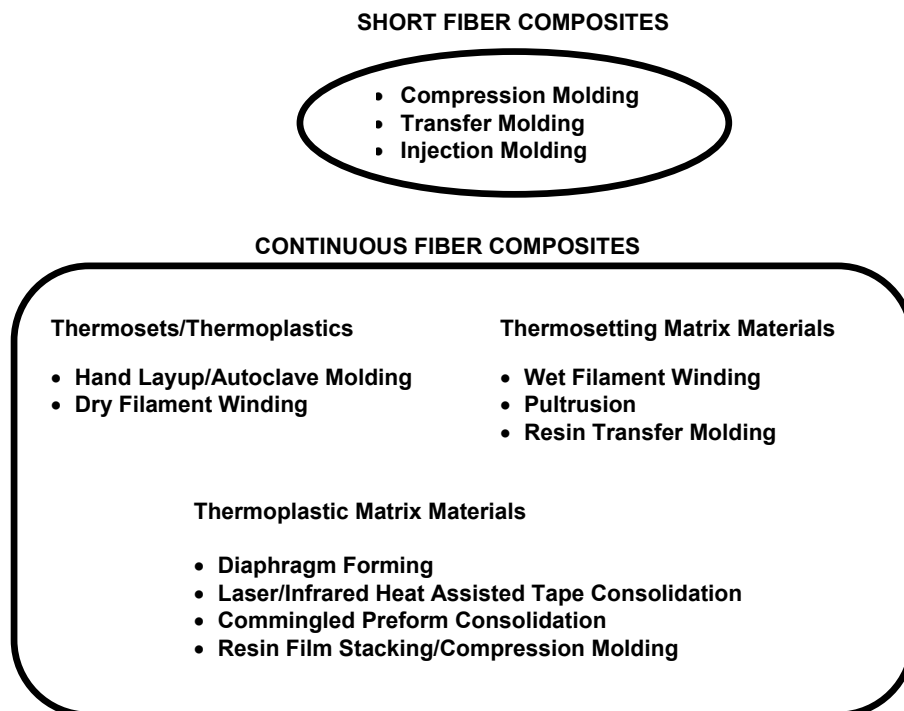 SHORT FIBER COMPOSITES
• Compression Molding
• Transfer Molding
• Injection Molding
CONTINUOUS FIBER COMPOSITES
Thermosets/Thermoplastics
• Hand Layup/Autoclave Molding
• Dry Filament Winding
Thermosetting Matrix Materials
• Wet Filament Winding
• Pultrusion
• Resin Transfer Molding
Thermoplastic Matrix Materials
• Diaphragm Forming
• Laser/Infrared Heat Assisted Tape Consolidation
• Commingled Preform Consolidation
• Resin Film Stacking/Compression Molding